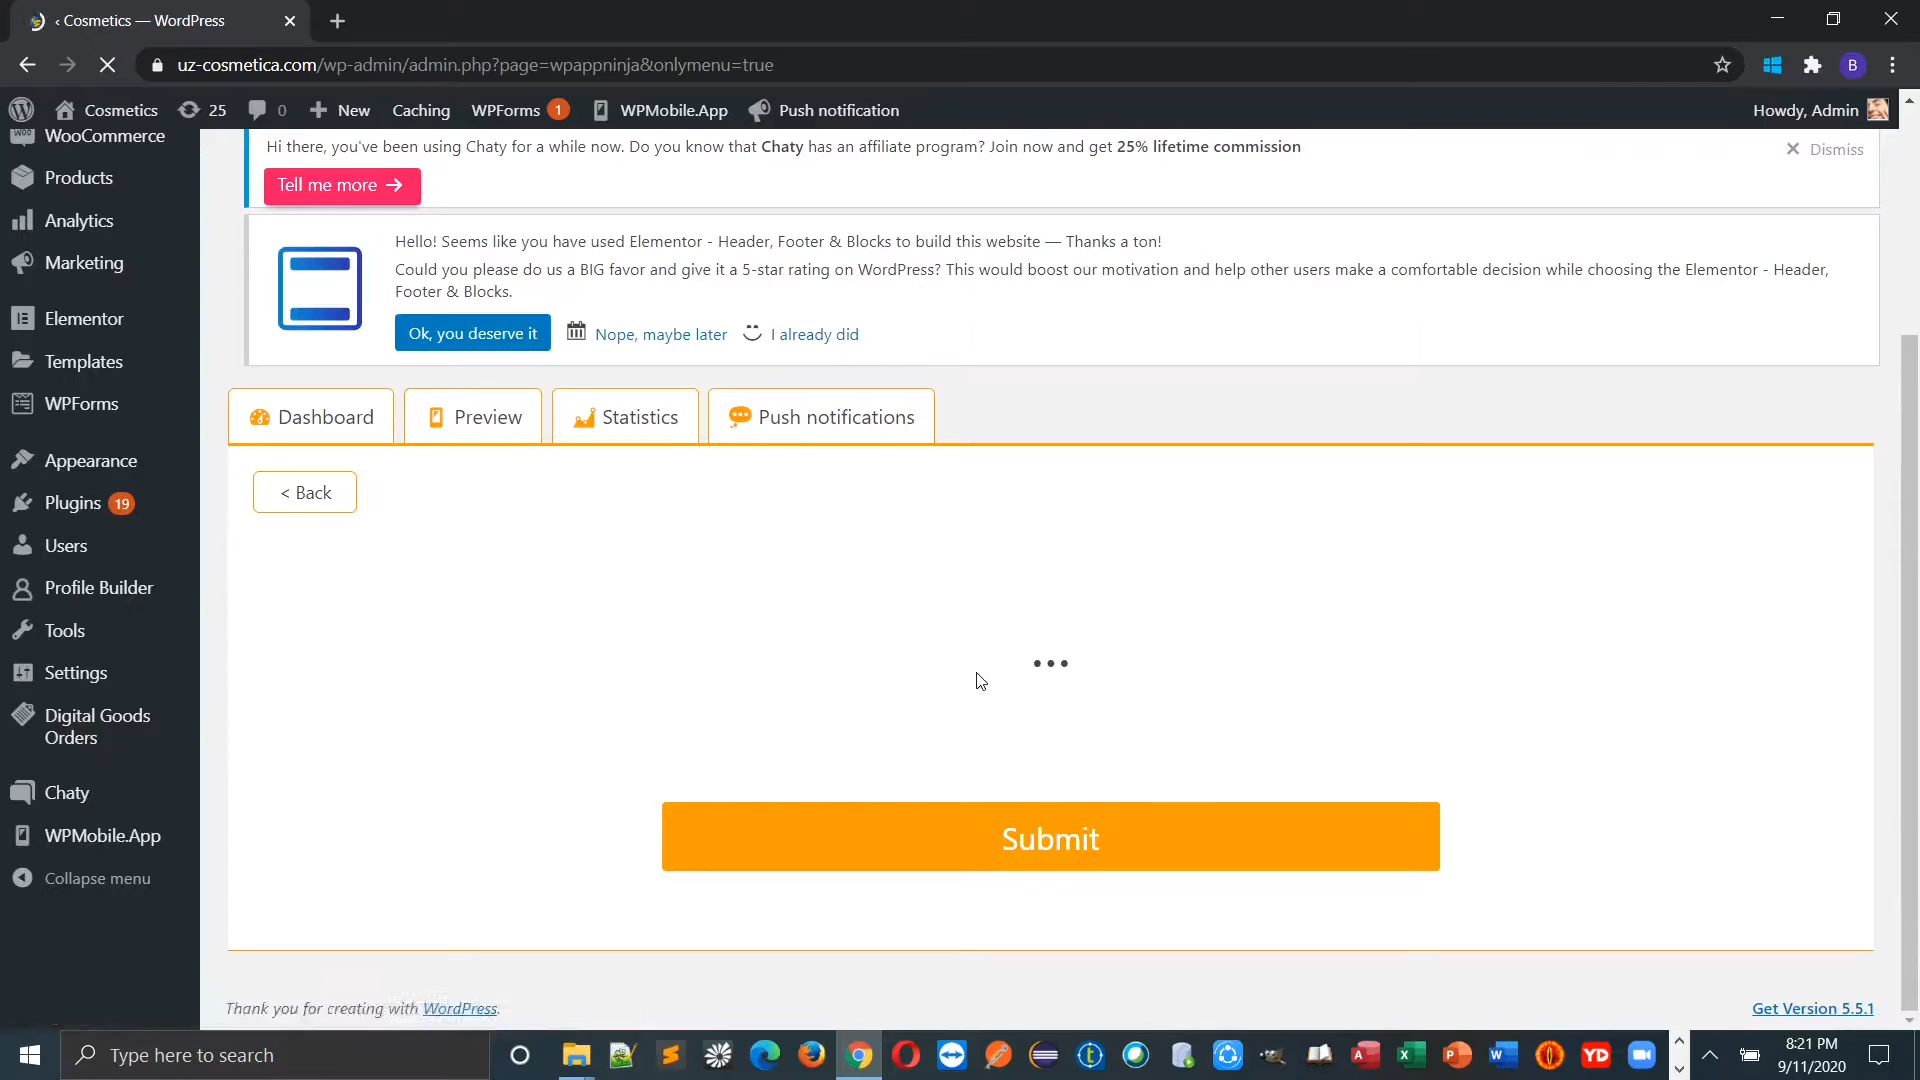 ‹ Cosmetics — WordPress
uz-cosmetica.com/wp-admin/admin.php?page=wpappninja&onlymenu=true
B
Cosmetics 25 0 New Caching WPForms 1 WPMobile.App Push notification Howdy, Admin
WooCommerce
Products
Analytics
Marketing
Elementor
Templates
WPForms
Appearance
Plugins 19
Users
Profile Builder
Tools
Settings
Digital Goods
Orders
Chaty
WPMobile.App
Collapse menu
Hi there, you've been using Chaty for a while now. Do you know that Chaty has an affiliate program? Join now and get 25% lifetime commission
Dismiss
Tell me more →
Hello! Seems like you have used Elementor - Header, Footer & Blocks to build this website — Thanks a ton!
Could you please do us a BIG favor and give it a 5-star rating on WordPress? This would boost our motivation and help other users make a comfortable decision while choosing the Elementor - Header,
Footer & Blocks.
Ok, you deserve it Nope, maybe later I already did
Dashboard Preview Statistics Push notifications
< Back
•••
Submit
Thank you for creating with WordPress. Get Version 5.5.1
Type here to search
YD
8:21 PM
9/11/2020